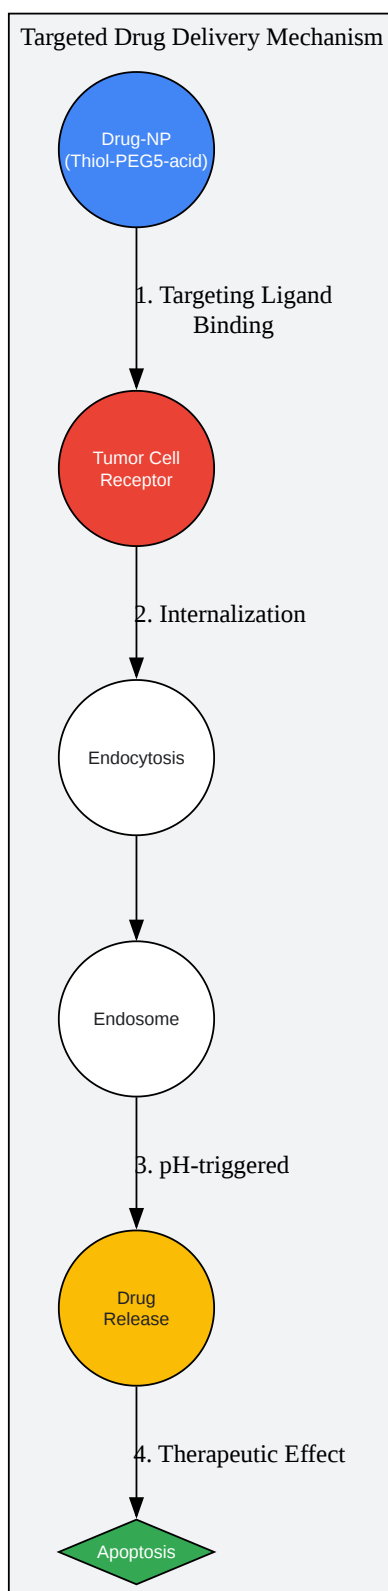 Targeted Drug Delivery Mechanism
Drug-NP
(Thiol-PEG5-acid)
1. Targeting Ligand
Binding
Tumor Cell
Receptor
2. Internalization
Endocytosis
Endosome
3. pH-triggered
Drug
Release
4. Therapeutic Effect
Apoptosis